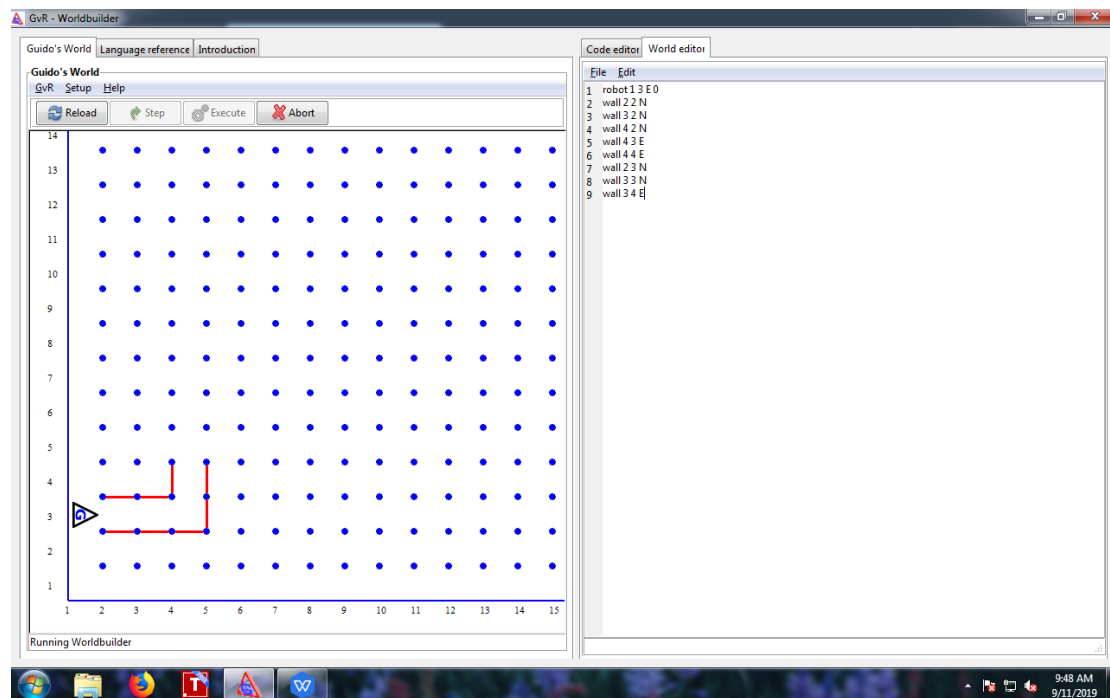 GvR - Worldbuilder
Guido's World Language reference Introduction
Guido's World
GvR Setup Help
Reload Step Execute Abort
14
13
12
11
10
9
8
7
6
5
4
3
2
1
G
1 2 3 4 5 6 7 8 9 10 11 12 13 14 15
Running Worldbuilder
Code editor World editor
File Edit
1 robot 1 3 E 0
2 wall 2 2 N
3 wall 3 2 N
4 wall 4 2 N
5 wall 4 3 E
6 wall 4 4 E
7 wall 2 3 N
8 wall 3 3 N
9 wall 3 4 E
T
W
9:48 AM
9/11/2019